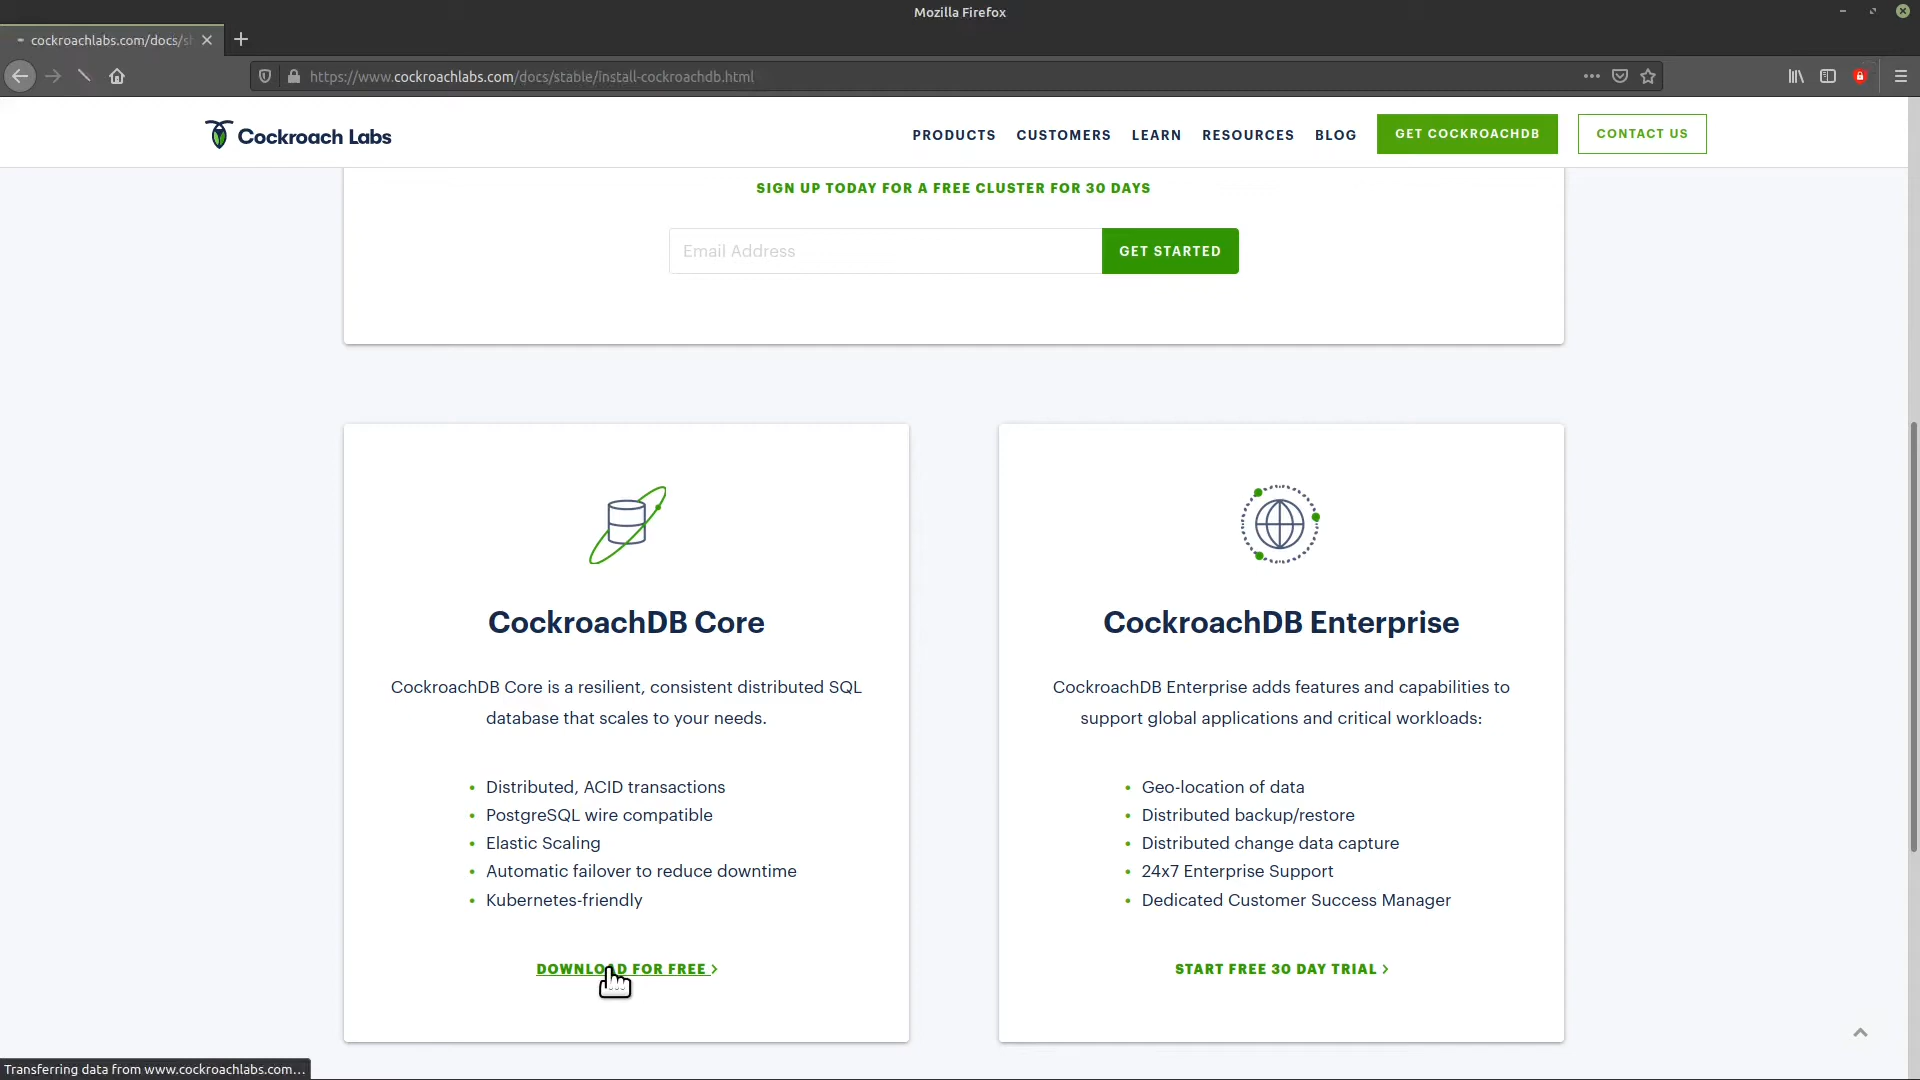 Mozilla Firefox
cockroachlabs.com/docs/s
https://www.cockroachlabs.com/docs/stable/install-cockroachdb.html
Cockroach Labs
PRODUCTS CUSTOMERS LEARN RESOURCES BLOG GET COCKROACHDB CONTACT US
SIGN UP TODAY FOR A FREE CLUSTER FOR 30 DAYS
Email Address GET STARTED
CockroachDB Core
CockroachDB Core is a resilient, consistent distributed SQL
database that scales to your needs.
• Distributed, ACID transactions
• PostgreSQL wire compatible
• Elastic Scaling
• Automatic failover to reduce downtime
• Kubernetes-friendly
DOWNLOAD FOR FREE >
CockroachDB Enterprise
CockroachDB Enterprise adds features and capabilities to
support global applications and critical workloads:
• Geo-location of data
• Distributed backup/restore
• Distributed change data capture
• 24x7 Enterprise Support
• Dedicated Customer Success Manager
START FREE 30 DAY TRIAL >
Transferring data from www.cockroachlabs.com...